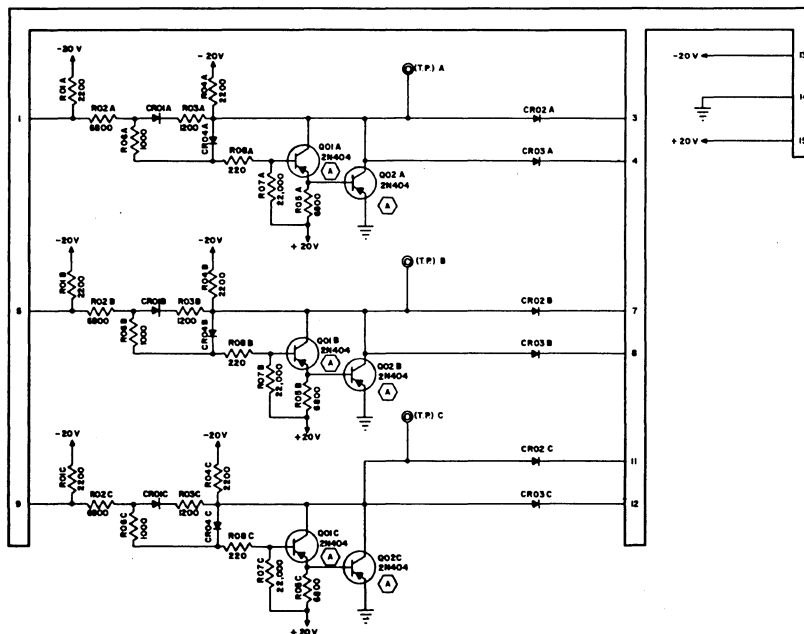 -20V
-20V
(T.P.) A
-20V
13
14
+20V
15
R01A
2200
R04A
2200
1
R02A
6800
CR01A
R03A
1200
CR02A
3
R06A
1000
CR04A
R08A
220
Q01A
2N404
A
CR03A
4
R07A
22,000
R05A
6800
Q02A
2N404
A
+20V
-20V
-20V
(T.P.) B
R01B
2200
R04B
2200
5
R02B
6800
CR01B
R03B
1200
CR02B
7
R06B
1000
CR04B
R08B
220
Q01B
2N404
A
CR03B
8
R07B
22,000
R05B
6800
Q02B
2N404
A
+20V
-20V
-20V
(T.P.) C
R01C
2200
R04C
2200
CR02C
11
9
R02C
6800
CR01C
R03C
1200
CR03C
12
R06C
1000
CR04C
R08C
220
Q01C
2N404
A
R07C
22,000
R05C
6800
Q02C
2N404
A
+20V